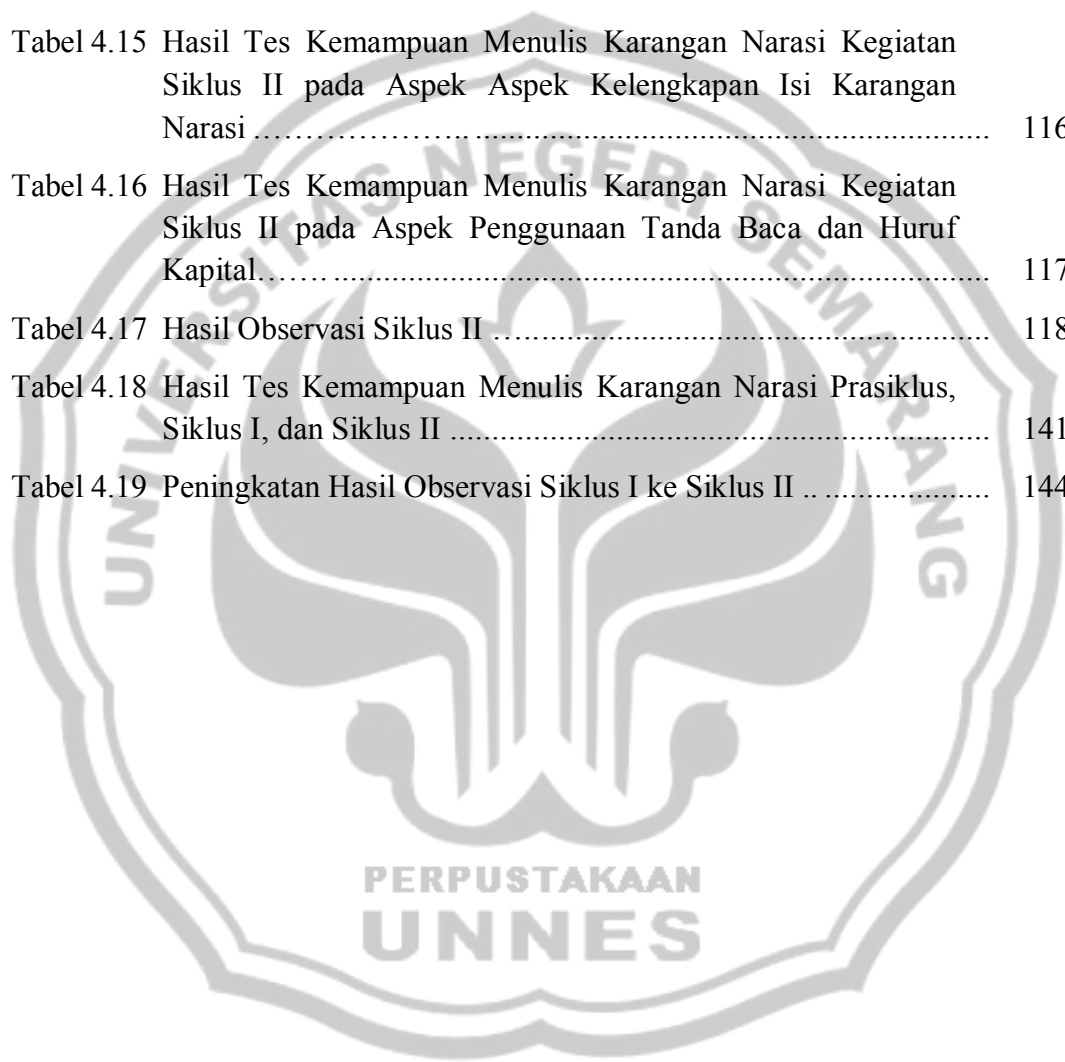 Tabel 4.15 Hasil Tes Kemampuan Menulis Karangan Narasi Kegiatan
Siklus II pada Aspek Aspek Kelengkapan Isi Karangan
Narasi ........................................................................ 116
Tabel 4.16 Hasil Tes Kemampuan Menulis Karangan Narasi Kegiatan
Siklus II pada Aspek Penggunaan Tanda Baca dan Huruf
Kapital........................................................................ 117
Tabel 4.17 Hasil Observasi Siklus II ................................................ 118
Tabel 4.18 Hasil Tes Kemampuan Menulis Karangan Narasi Prasiklus,
Siklus I, dan Siklus II ........................................................ 141
Tabel 4.19 Peningkatan Hasil Observasi Siklus I ke Siklus II .. .................... 144
UNIVERSITAS NEGERI SEMARANG
PERPUSTAKAAN
UNNES